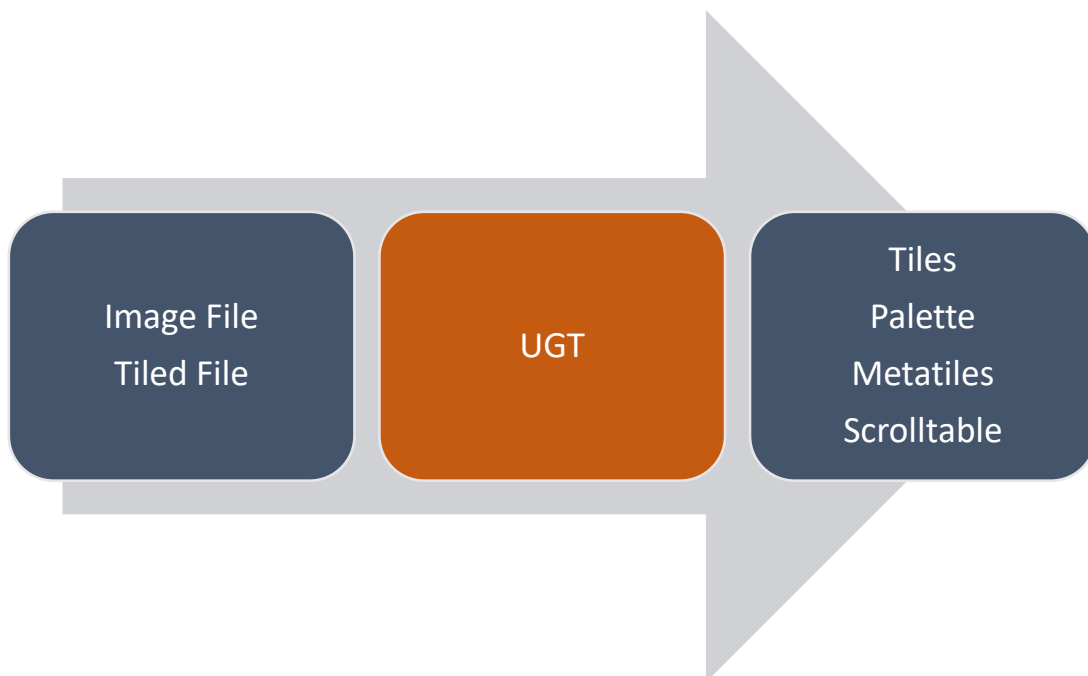 Image File
Tiled File
UGT
Tiles
Palette
Metatiles
Scrolltable